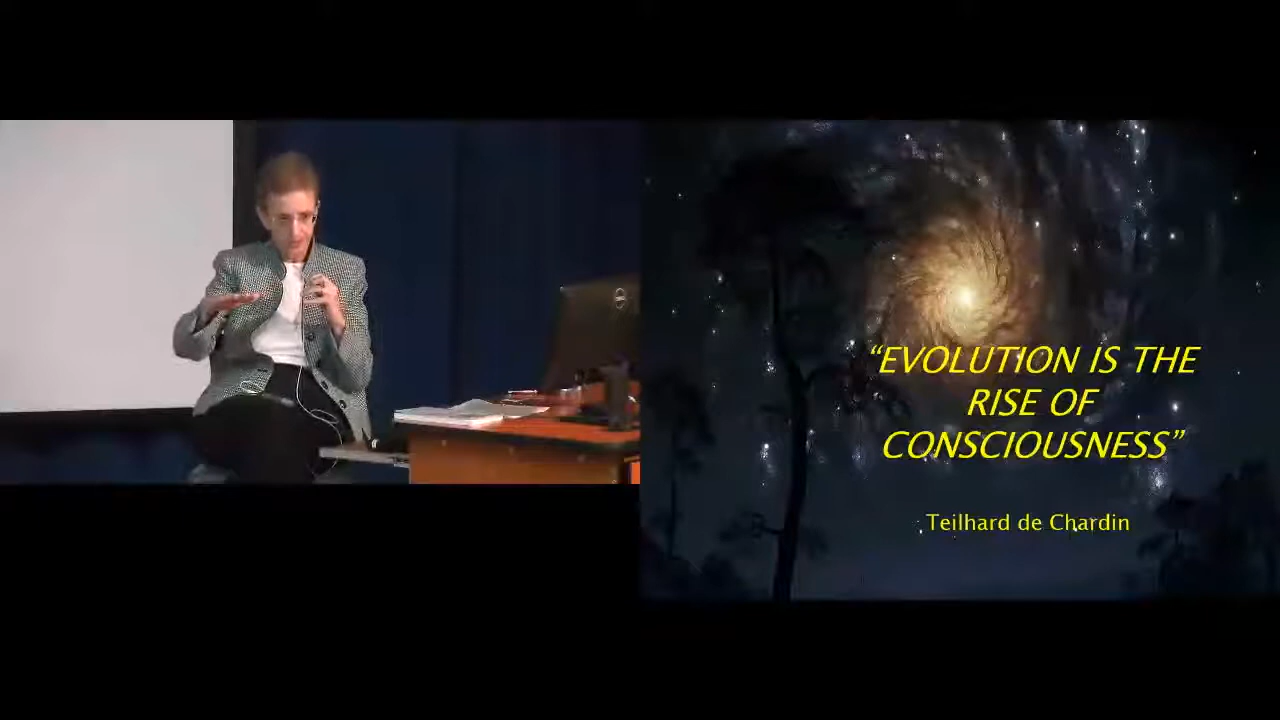 “EVOLUTION IS THE
RISE OF
CONSCIOUSNESS”
Teilhard de Chardin